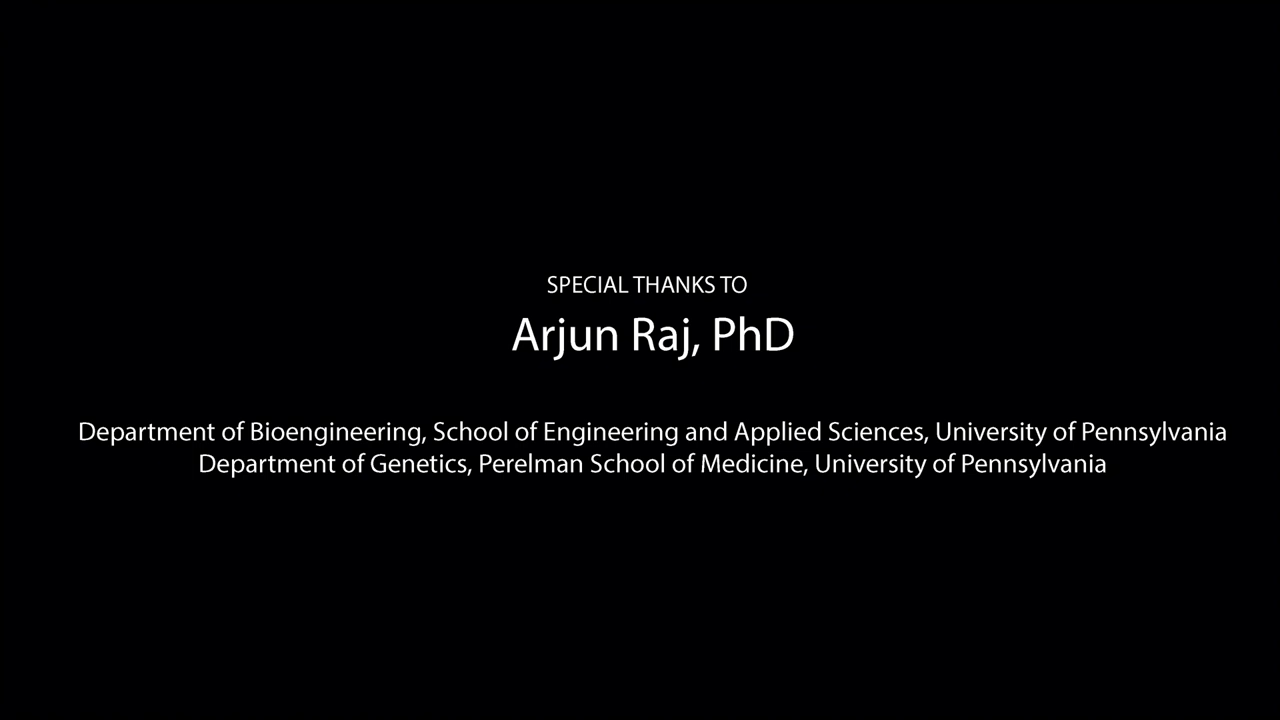 SPECIAL THANKS TO
Arjun Raj, PhD
Department of Bioengineering, School of Engineering and Applied Sciences, University of Pennsylvania
Department of Genetics, Perelman School of Medicine, University of Pennsylvania